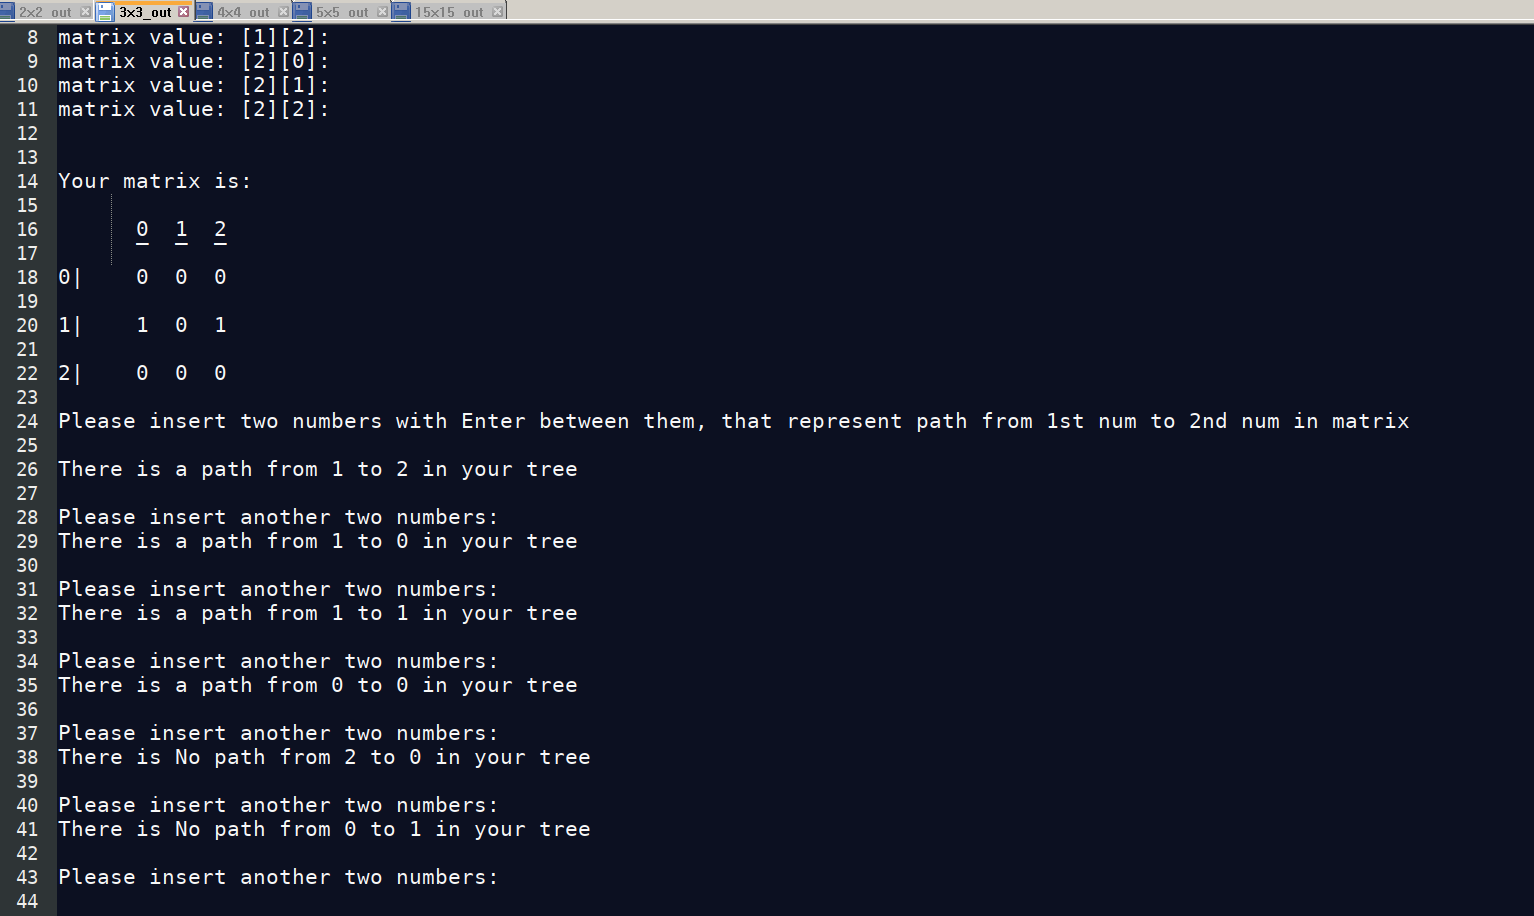 2x2_out 3x3_out 4x4_out 5x5_out 15x15_out
8 matrix value: [1][2]:
9 matrix value: [2][0]:
10 matrix value: [2][1]:
11 matrix value: [2][2]:
12
13
14 Your matrix is:
15
16 0 1 2
17
18 0| 0 0 0
19
20 1| 1 0 1
21
22 2| 0 0 0
23
24 Please insert two numbers with Enter between them, that represent path from 1st num to 2nd num in matrix
25
26 There is a path from 1 to 2 in your tree
27
28 Please insert another two numbers:
29 There is a path from 1 to 0 in your tree
30
31 Please insert another two numbers:
32 There is a path from 1 to 1 in your tree
33
34 Please insert another two numbers:
35 There is a path from 0 to 0 in your tree
36
37 Please insert another two numbers:
38 There is No path from 2 to 0 in your tree
39
40 Please insert another two numbers:
41 There is No path from 0 to 1 in your tree
42
43 Please insert another two numbers:
44